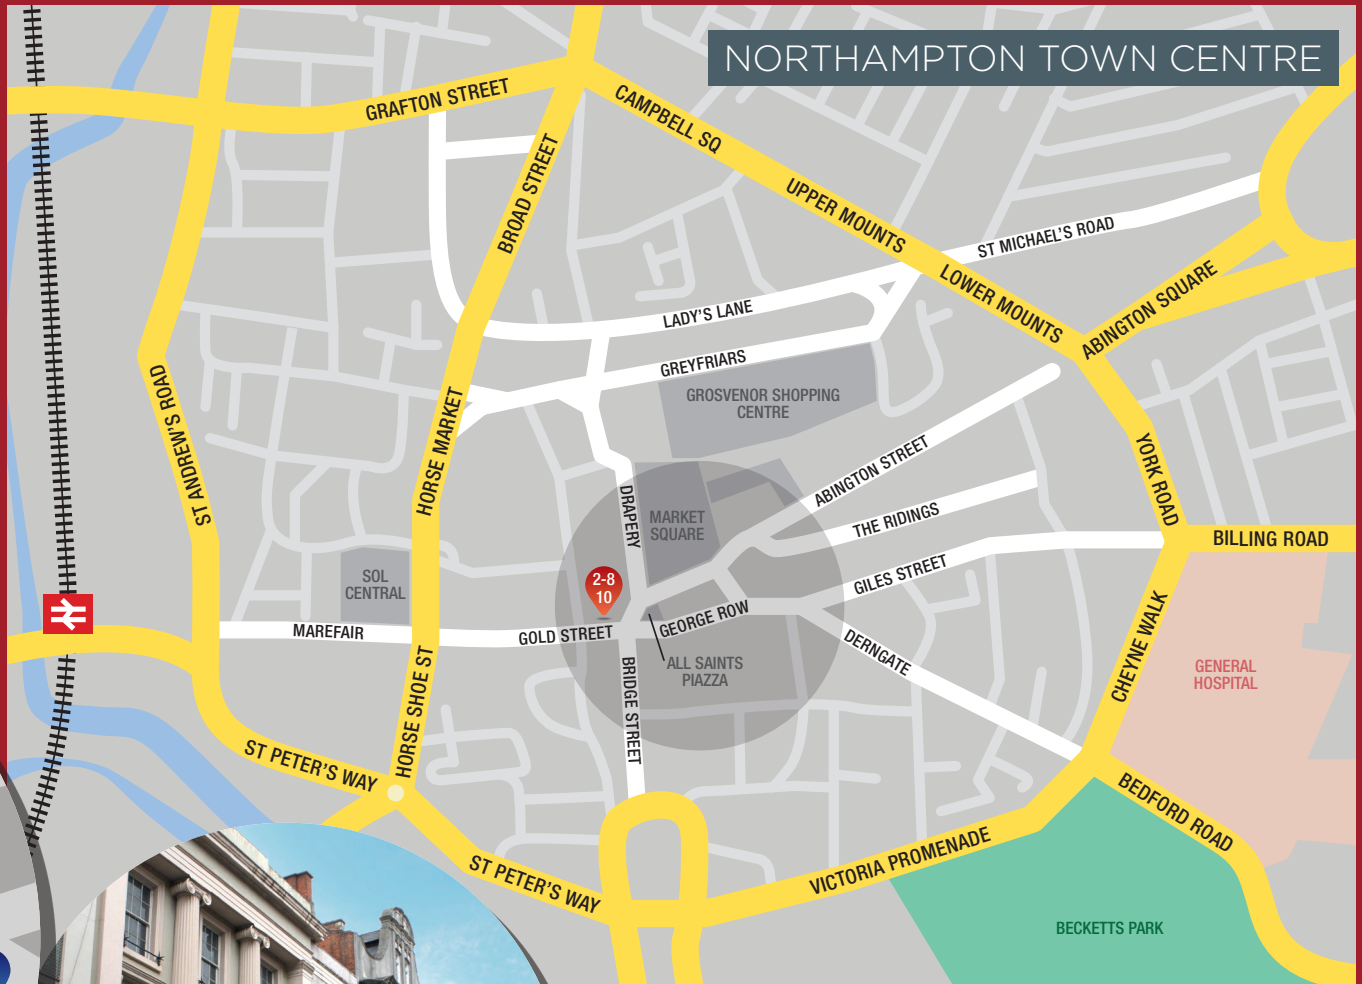 NORTHAMPTON TOWN CENTRE
GRAFTON STREET
CAMPBELL SQ
BROAD STREET
UPPER MOUNTS
ST MICHAEL'S ROAD
LOWER MOUNTS
ABINGTON SQUARE
LADY'S LANE
GREYFRIARS
GROSVENOR SHOPPING
CENTRE
ST ANDREW'S ROAD
HORSE MARKET
ABINGTON STREET
YORK ROAD
DRAPERY
MARKET
SQUARE
THE RIDINGS
BILLING ROAD
SOL
CENTRAL
2-8
10
GILES STREET
MAREFAIR
GOLD STREET
GEORGE ROW
DERNGATE
CHEYNE WALK
ALL SAINTS
PIAZZA
GENERAL
HOSPITAL
BRIDGE STREET
HORSE SHOE ST
ST PETER'S WAY
BEDFORD ROAD
ST PETER'S WAY
VICTORIA PROMENADE
BECKETTS PARK